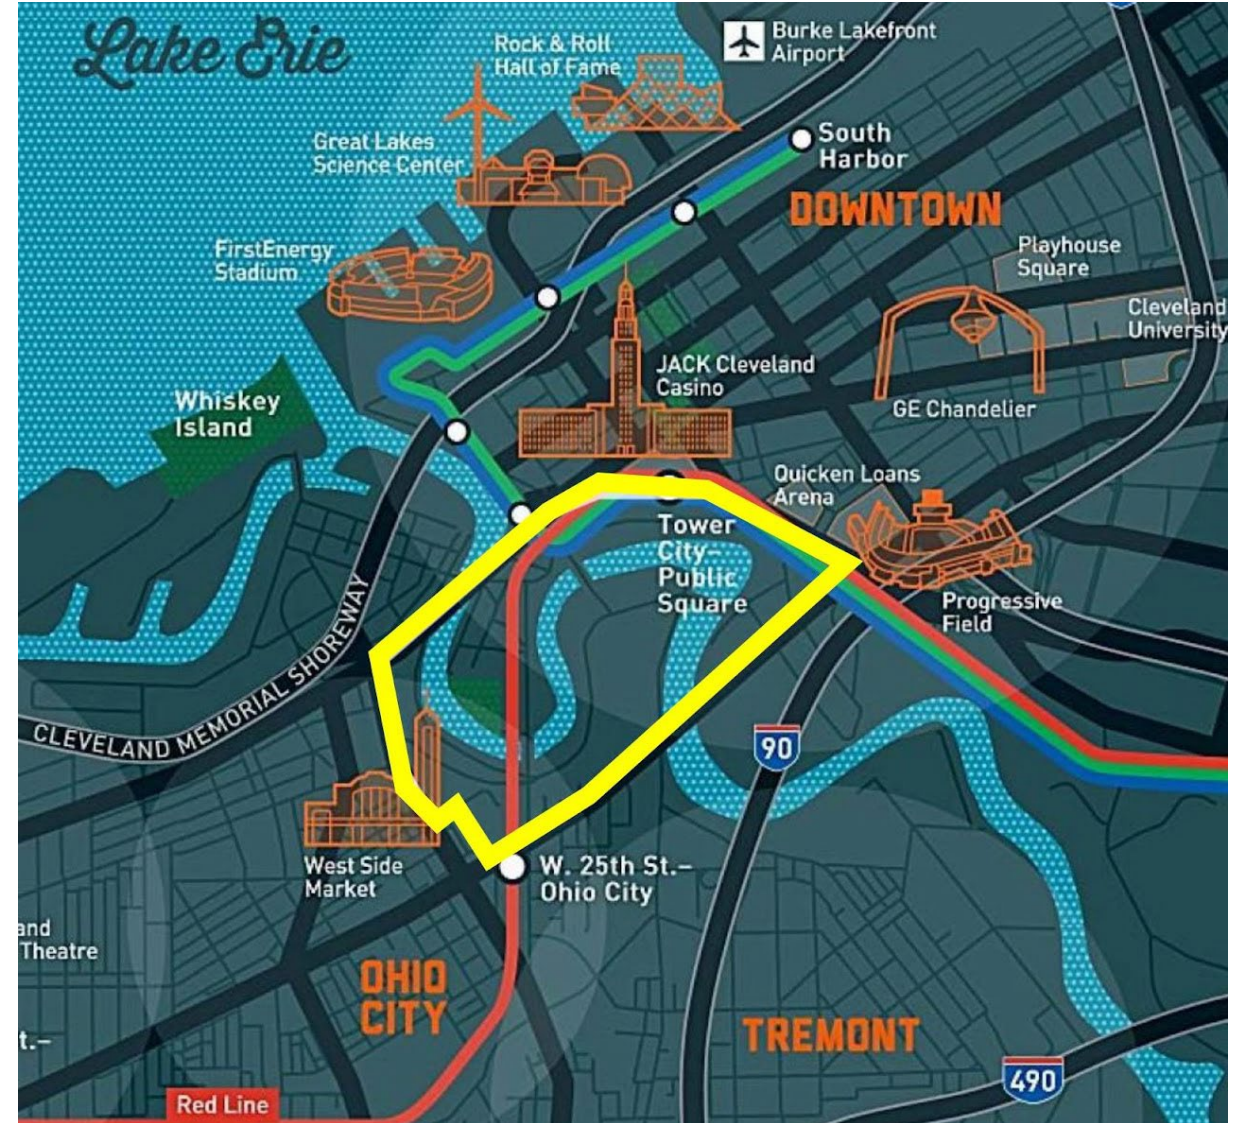 Lake Erie
Burke Lakefront
Airport
Rock & Roll
Hall of Fame
Great Lakes
Science Center
South
Harbor
DOWNTOWN
FirstEnergy
Stadium
Playhouse
Square
Cleveland
University
JACK Cleveland
Casino
GE Chandelier
Whiskey
Island
Quicken Loans
Arena
Tower
City–
Public
Square
Progressive
Field
CLEVELAND MEMORIAL SHOREWAY
90
West Side
Market
W. 25th St.–
Ohio City
and
Theatre
OHIO
CITY
TREMONT
t.–
490
Red Line